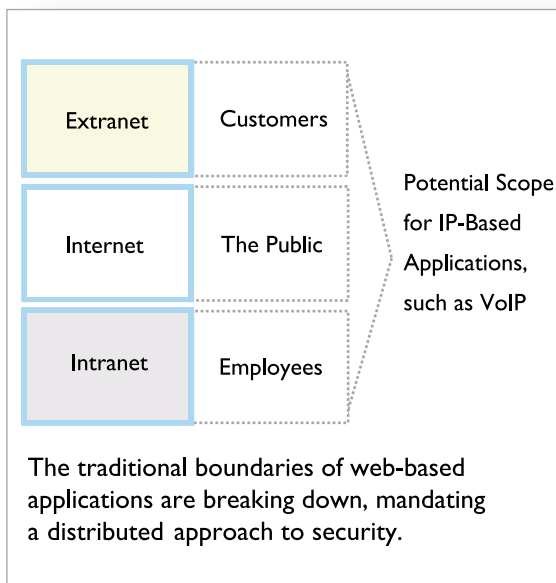 Extranet
Customers
Internet
The Public
Intranet
Employees
Potential Scope
for IP-Based
Applications,
such as VoIP
The traditional boundaries of web-based
applications are breaking down, mandating
a distributed approach to security.